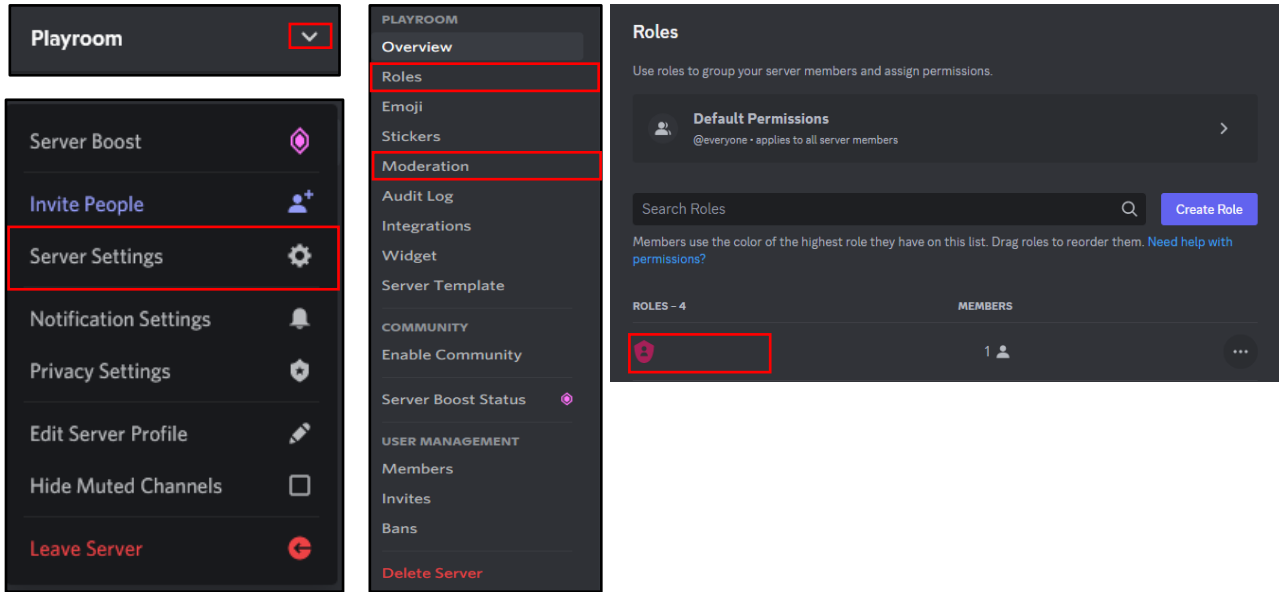 Playroom
Server Boost
Invite People
Server Settings
Notification Settings
Privacy Settings
Edit Server Profile
Hide Muted Channels
Leave Server
PLAYROOM
Overview
Roles
Emoji
Stickers
Moderation
Audit Log
Integrations
Widget
Server Template
COMMUNITY
Enable Community
Server Boost Status
USER MANAGEMENT
Members
Invites
Bans
Delete Server
Roles
Use roles to group your server members and assign permissions.
Default Permissions
@everyone • applies to all server members
Search Roles
Create Role
Members use the color of the highest role they have on this list. Drag roles to reorder them. Need help with
permissions?
ROLES – 4 MEMBERS
1